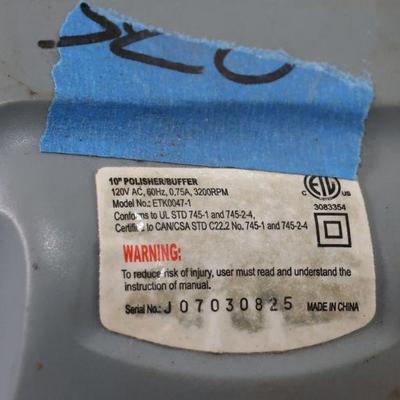 10" POLISHER/BUFFER
120V AC, 60Hz, 0.75A, 3200RPM
Model No.: ETK0047-1
Conforms to UL STD 745-1 and 745-2-4,
Certified to CAN/CSA STD C22.2 No. 745-1 and 745-2-4
C ETL US
3083354
WARNING:
To reduce risk of injury, user must read and understand the
instruction of manual.
Serial No.: J07030825 MADE IN CHINA